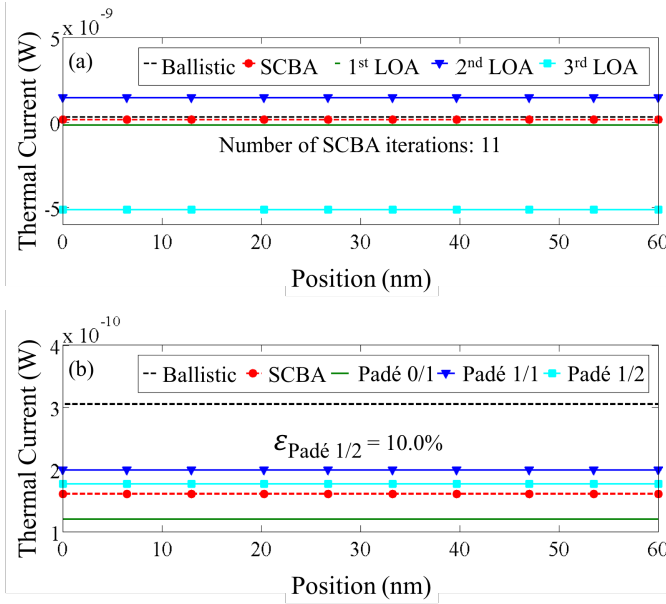 5 x 10⁻⁹
(a)
Ballistic SCBA 1ˢᵗ LOA 2ⁿᵈ LOA 3ʳᵈ LOA
Thermal Current (W)
0
Number of SCBA iterations: 11
-5
0 10 20 30 40 50 60
Position (nm)
x 10⁻¹⁰
4
(b)
Ballistic SCBA Padé 0/1 Padé 1/1 Padé 1/2
Thermal Current (W)
3
εPadé 1/2 = 10.0%
2
1
0 10 20 30 40 50 60
Position (nm)